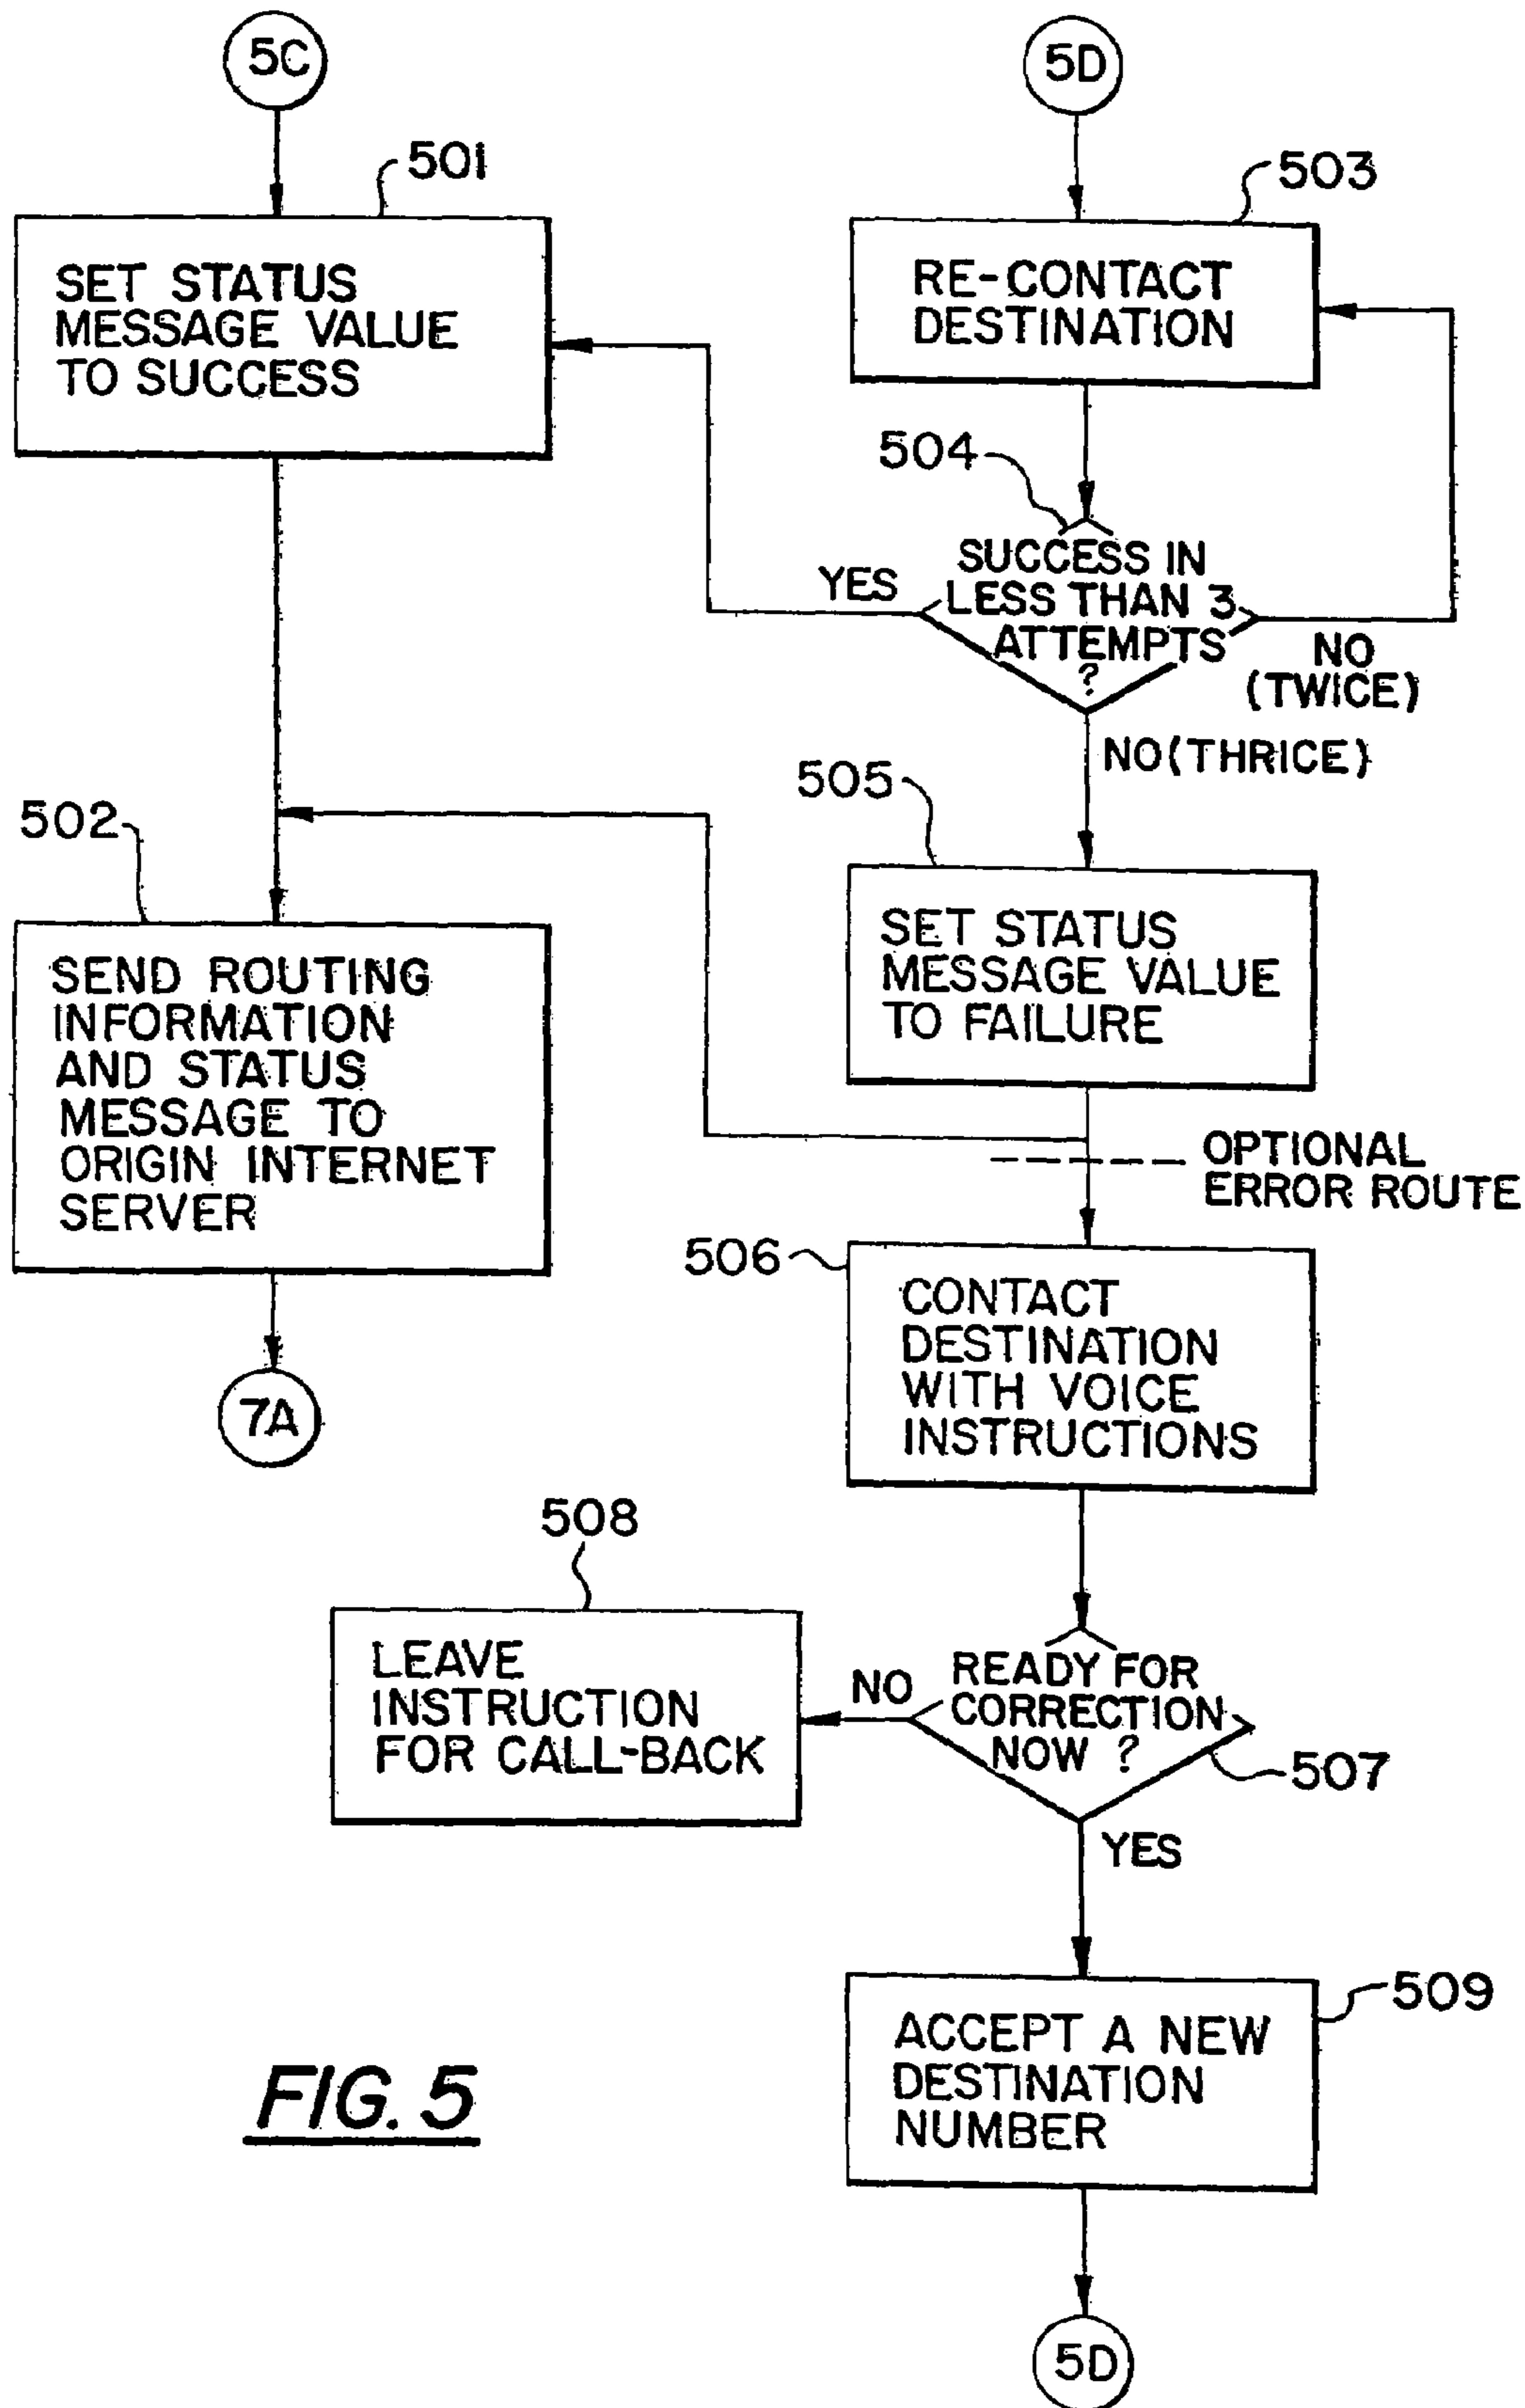 5C
5D
501
503
SET STATUS
MESSAGE VALUE
TO SUCCESS
RE-CONTACT
DESTINATION
504
SUCCESS IN
LESS THAN 3
ATTEMPTS
?
YES
NO
(TWICE)
NO (THRICE)
505
502
SET STATUS
MESSAGE VALUE
TO FAILURE
SEND ROUTING
INFORMATION
AND STATUS
MESSAGE TO
ORIGIN INTERNET
SERVER
OPTIONAL
ERROR ROUTE
506
CONTACT
DESTINATION
WITH VOICE
INSTRUCTIONS
7A
508
LEAVE
INSTRUCTION
FOR CALL-BACK
NO
READY FOR
CORRECTION
NOW ?
507
YES
509
ACCEPT A NEW
DESTINATION
NUMBER
FIG. 5
5D